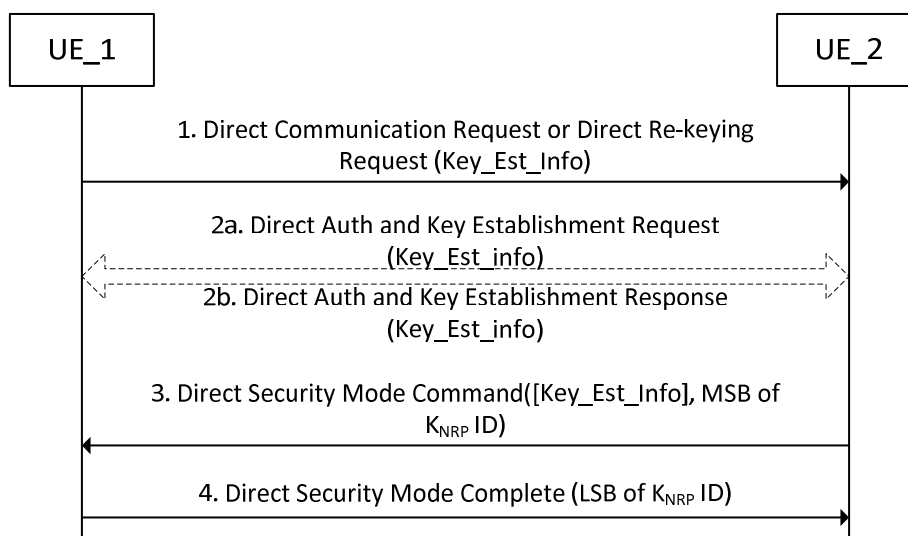 UE_1
UE_2
1. Direct Communication Request or Direct Re-keying
Request (Key_Est_Info)
2a. Direct Auth and Key Establishment Request
(Key_Est_info)
2b. Direct Auth and Key Establishment Response
(Key_Est_info)
3. Direct Security Mode Command([Key_Est_Info], MSB of
KNRP ID)
4. Direct Security Mode Complete (LSB of KNRP ID)